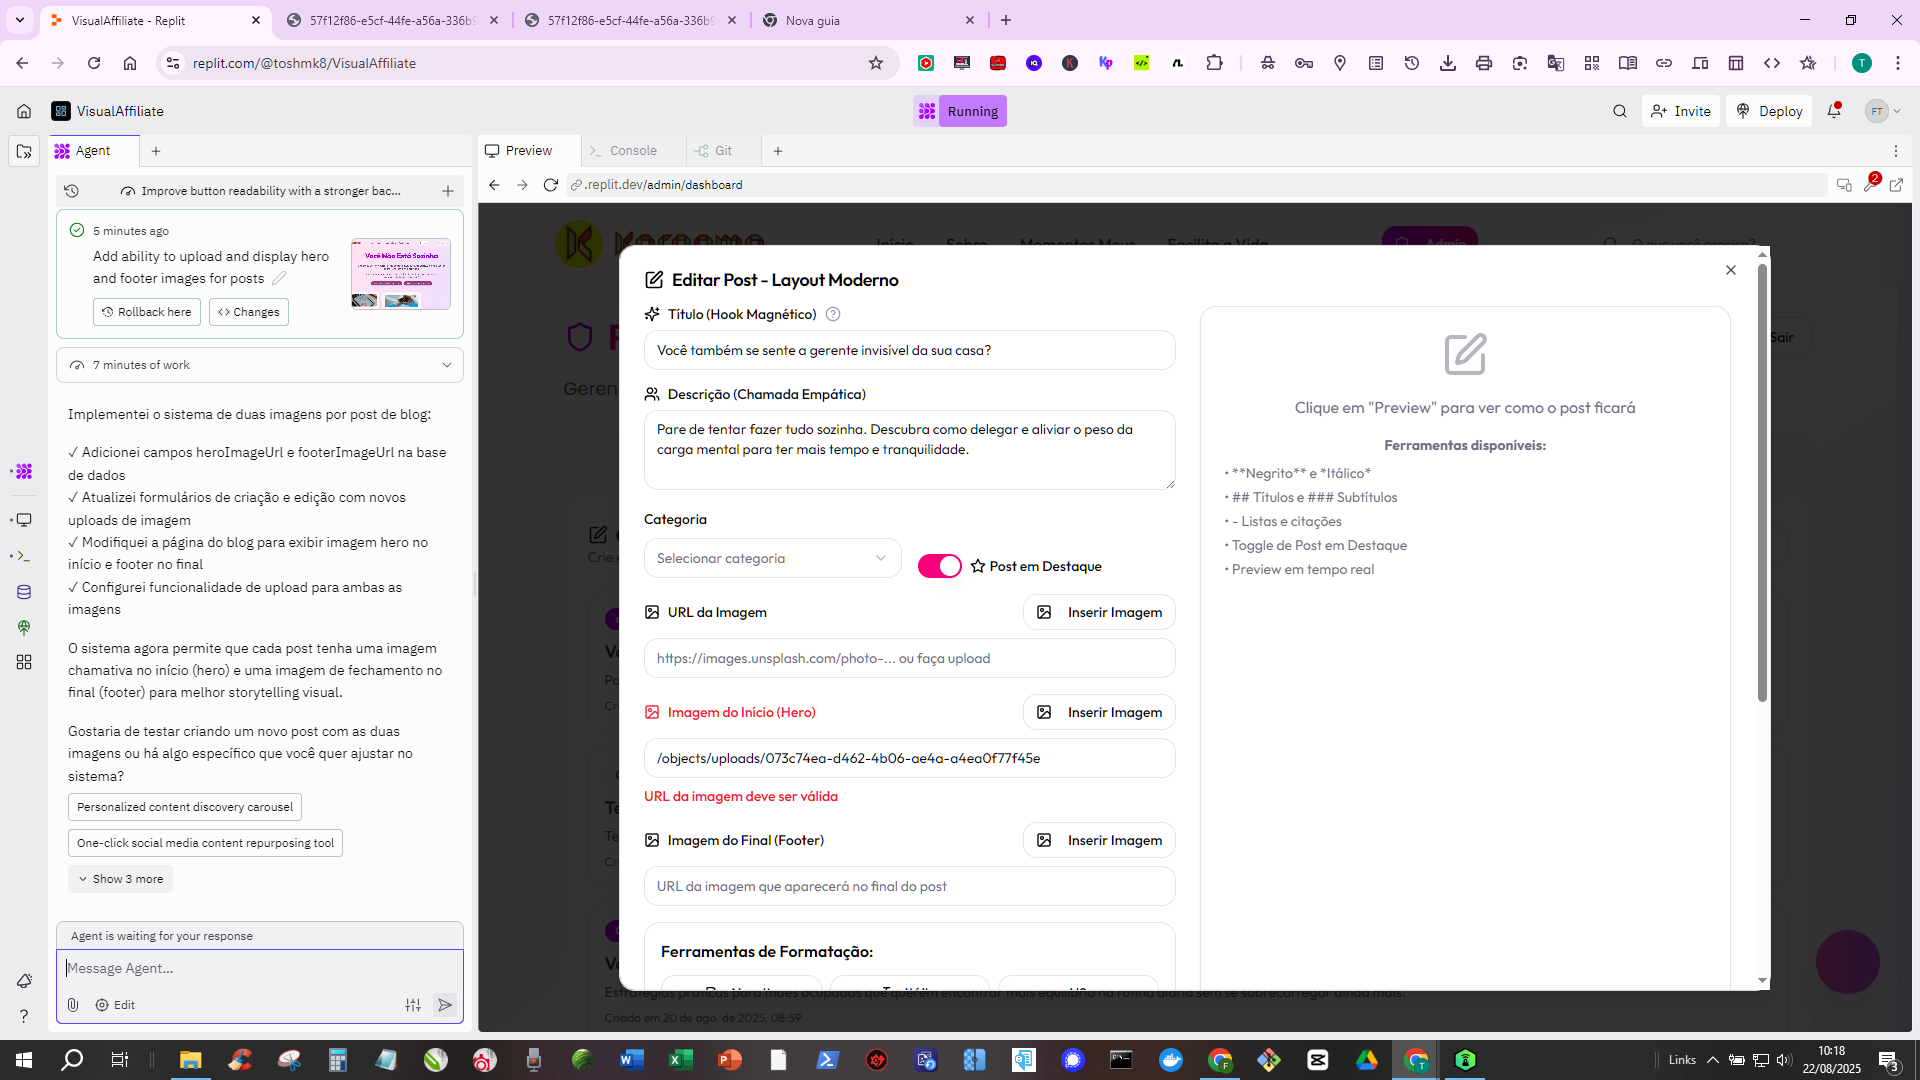 VisualAffiliate - Replit
57f12f86-e5cf-44fe-a56a-336b9
57f12f86-e5cf-44fe-a56a-336b9
Nova guia
replit.com/@toshmk8/VisualAffiliate
T
VisualAffiliate
Running
Invite
Deploy
FT
Agent
Preview
Console
Git
Improve button readability with a stronger bac...
.replit.dev/admin/dashboard
2
5 minutes ago
Add ability to upload and display hero
and footer images for posts
Rollback here
Changes
7 minutes of work
Implementei o sistema de duas imagens por post de blog:
✓ Adicionei campos heroImageUrl e footerImageUrl na base
de dados
✓ Atualizei formulários de criação e edição com novos
uploads de imagem
✓ Modifiquei a página do blog para exibir imagem hero no
início e footer no final
✓ Configurei funcionalidade de upload para ambas as
imagens
O sistema agora permite que cada post tenha uma imagem
chamativa no início (hero) e uma imagem de fechamento no
final (footer) para melhor storytelling visual.
Gostaria de testar criando um novo post com as duas
imagens ou há algo específico que você quer ajustar no
sistema?
Personalized content discovery carousel
One-click social media content repurposing tool
Show 3 more
Agent is waiting for your response
Message Agent...
Edit
Editar Post - Layout Moderno
Título (Hook Magnético)
Você também se sente a gerente invisível da sua casa?
Descrição (Chamada Empática)
Pare de tentar fazer tudo sozinha. Descubra como delegar e aliviar o peso da
carga mental para ter mais tempo e tranquilidade.
Categoria
Selecionar categoria
Post em Destaque
URL da Imagem
Inserir Imagem
https://images.unsplash.com/photo-... ou faça upload
Imagem do Início (Hero)
Inserir Imagem
/objects/uploads/073c74ea-d462-4b06-ae4a-a4ea0f77f45e
URL da imagem deve ser válida
Imagem do Final (Footer)
Inserir Imagem
URL da imagem que aparecerá no final do post
Ferramentas de Formatação:
Clique em "Preview" para ver como o post ficará
Ferramentas disponíveis:
• **Negrito** e *Itálico*
• ## Títulos e ### Subtítulos
• - Listas e citações
• Toggle de Post em Destaque
• Preview em tempo real
Sair
Criado em 20 de ago. de 2025, 08:59
Links
10:18
22/08/2025
3